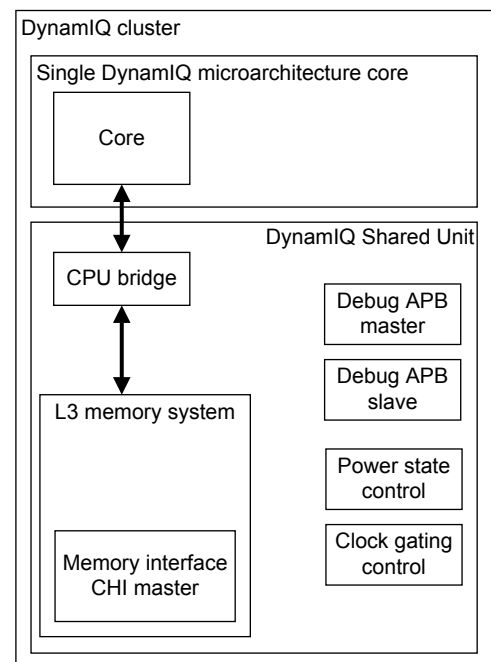 DynamIQ cluster
Single DynamIQ microarchitecture core
Core
DynamIQ Shared Unit
CPU bridge
Debug APB
master
Debug APB
slave
L3 memory system
Power state
control
Memory interface
CHI master
Clock gating
control